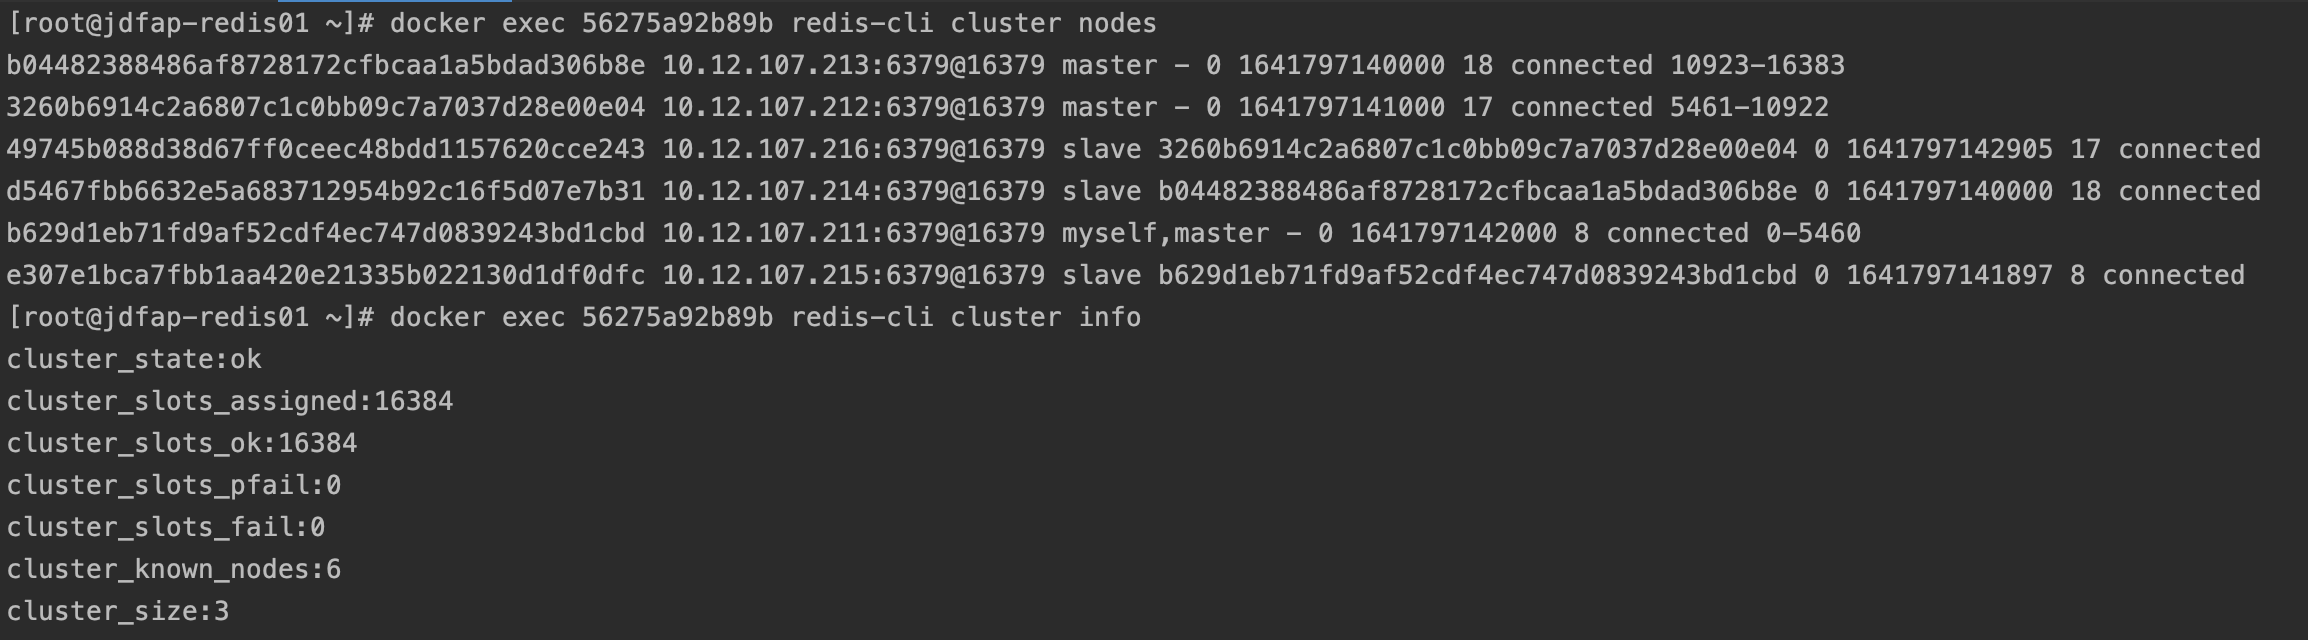 [root@jdfap-redis01 ~]# docker exec 56275a92b89b redis-cli cluster nodes
b04482388486af8728172cfbcaa1a5bdad306b8e 10.12.107.213:6379@16379 master - 0 1641797140000 18 connected 10923-16383
3260b6914c2a6807c1c0bb09c7a7037d28e00e04 10.12.107.212:6379@16379 master - 0 1641797141000 17 connected 5461-10922
49745b088d38d67ff0ceec48bdd1157620cce243 10.12.107.216:6379@16379 slave 3260b6914c2a6807c1c0bb09c7a7037d28e00e04 0 1641797142905 17 connected
d5467fbb6632e5a683712954b92c16f5d07e7b31 10.12.107.214:6379@16379 slave b04482388486af8728172cfbcaa1a5bdad306b8e 0 1641797140000 18 connected
b629d1eb71fd9af52cdf4ec747d0839243bd1cbd 10.12.107.211:6379@16379 myself,master - 0 1641797142000 8 connected 0-5460
e307e1bca7fbb1aa420e21335b022130d1df0dfc 10.12.107.215:6379@16379 slave b629d1eb71fd9af52cdf4ec747d0839243bd1cbd 0 1641797141897 8 connected
[root@jdfap-redis01 ~]# docker exec 56275a92b89b redis-cli cluster info
cluster_state:ok
cluster_slots_assigned:16384
cluster_slots_ok:16384
cluster_slots_pfail:0
cluster_slots_fail:0
cluster_known_nodes:6
cluster_size:3